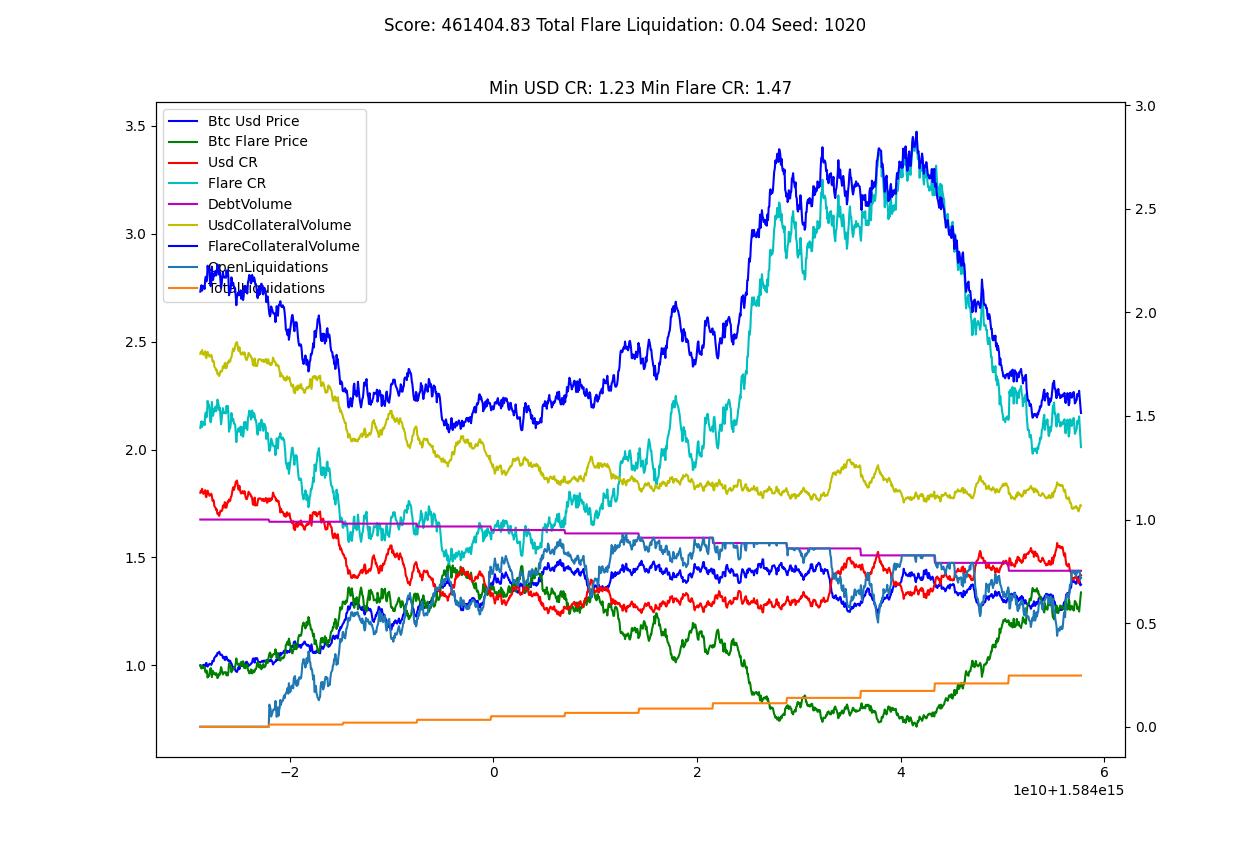 Score: 461404.83 Total Flare Liquidation: 0.04 Seed: 1020
Min USD CR: 1.23 Min Flare CR: 1.47
Btc Usd Price
Btc Flare Price
Usd CR
Flare CR
DebtVolume
UsdCollateralVolume
FlareCollateralVolume
OpenLiquidations
TotalLiquidations
3.5
3.0
2.5
2.0
1.5
1.0
3.0
2.5
2.0
1.5
1.0
0.5
0.0
−2
0
2
4
6
1e10+1.584e15